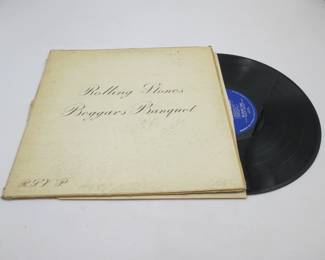 Rolling Stones
Beggars Banquet
R.S.V.P.